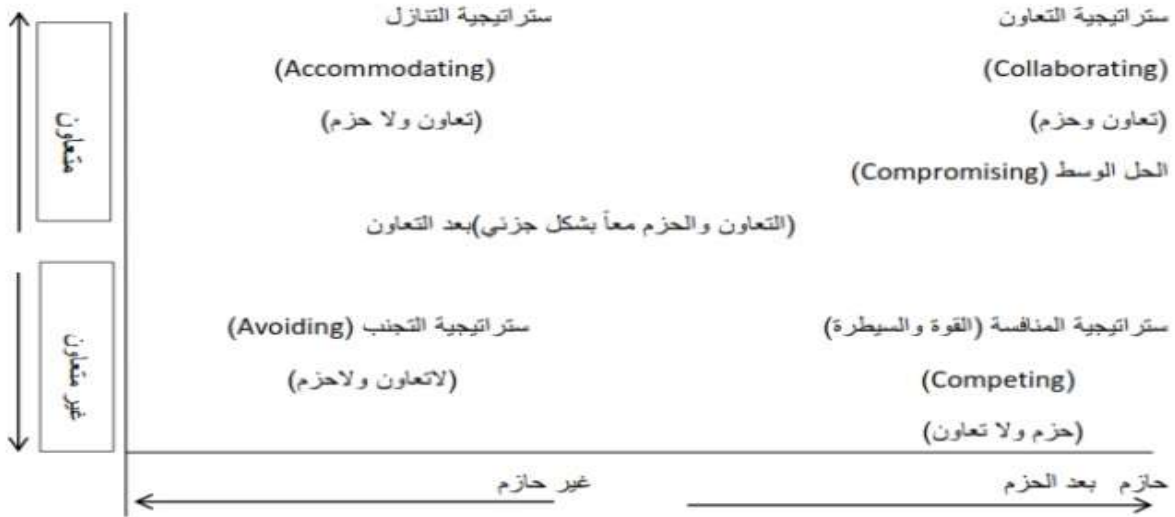 ستراتيجية التعاون
ستراتيجية التنازل
(Collaborating)
(Accommodating)
(تعاون وحزم)
(تعاون ولا حزم)
متعاون
الحل الوسط (Compromising)
(التعاون والحزم معاً بشكل جزئي)بعد التعاون
ستراتيجية المنافسة (القوة والسيطرة)
ستراتيجية التجنب (Avoiding)
(Competing)
(لاتعاون ولاحزم)
غير متعاون
(حزم ولا تعاون)
حازم بعد الحزم
غير حازم